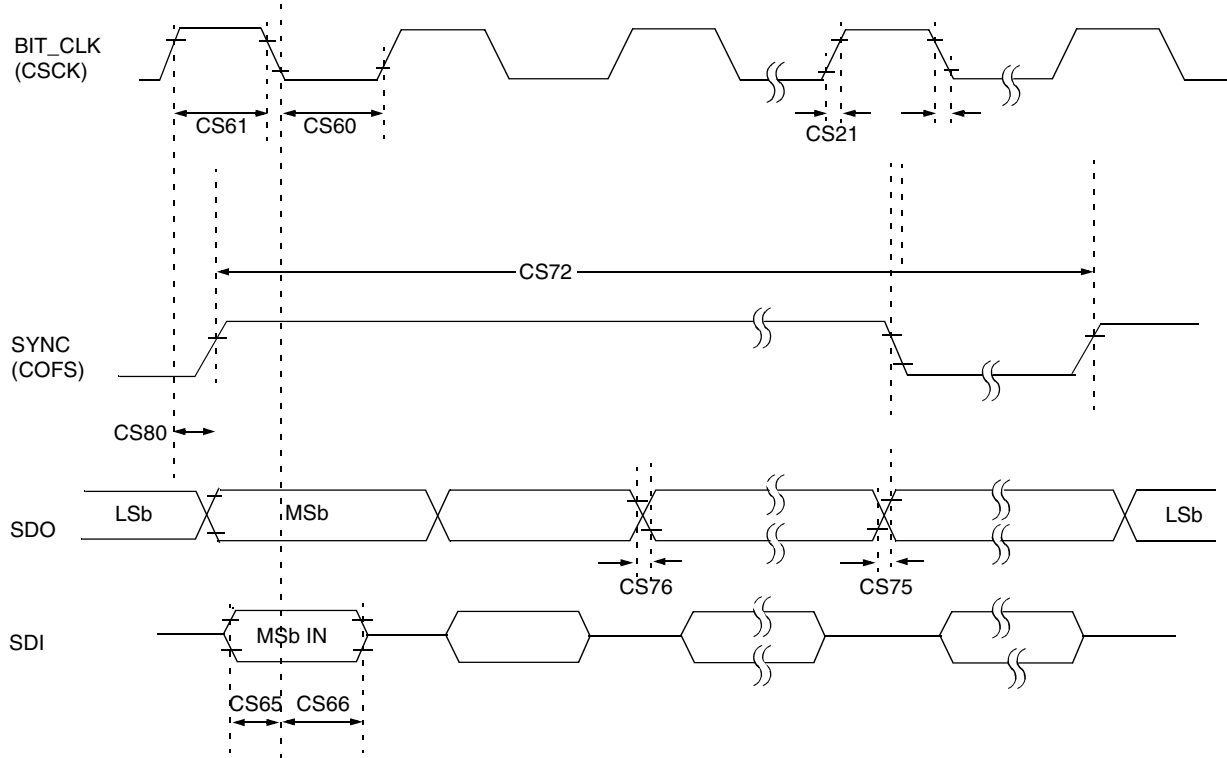 BIT_CLK
(CSCK)
CS61
CS60
CS21
CS72
SYNC
(COFS)
CS80
SDO
LSb
MSb
LSb
CS76
CS75
SDI
MSb IN
CS65
CS66